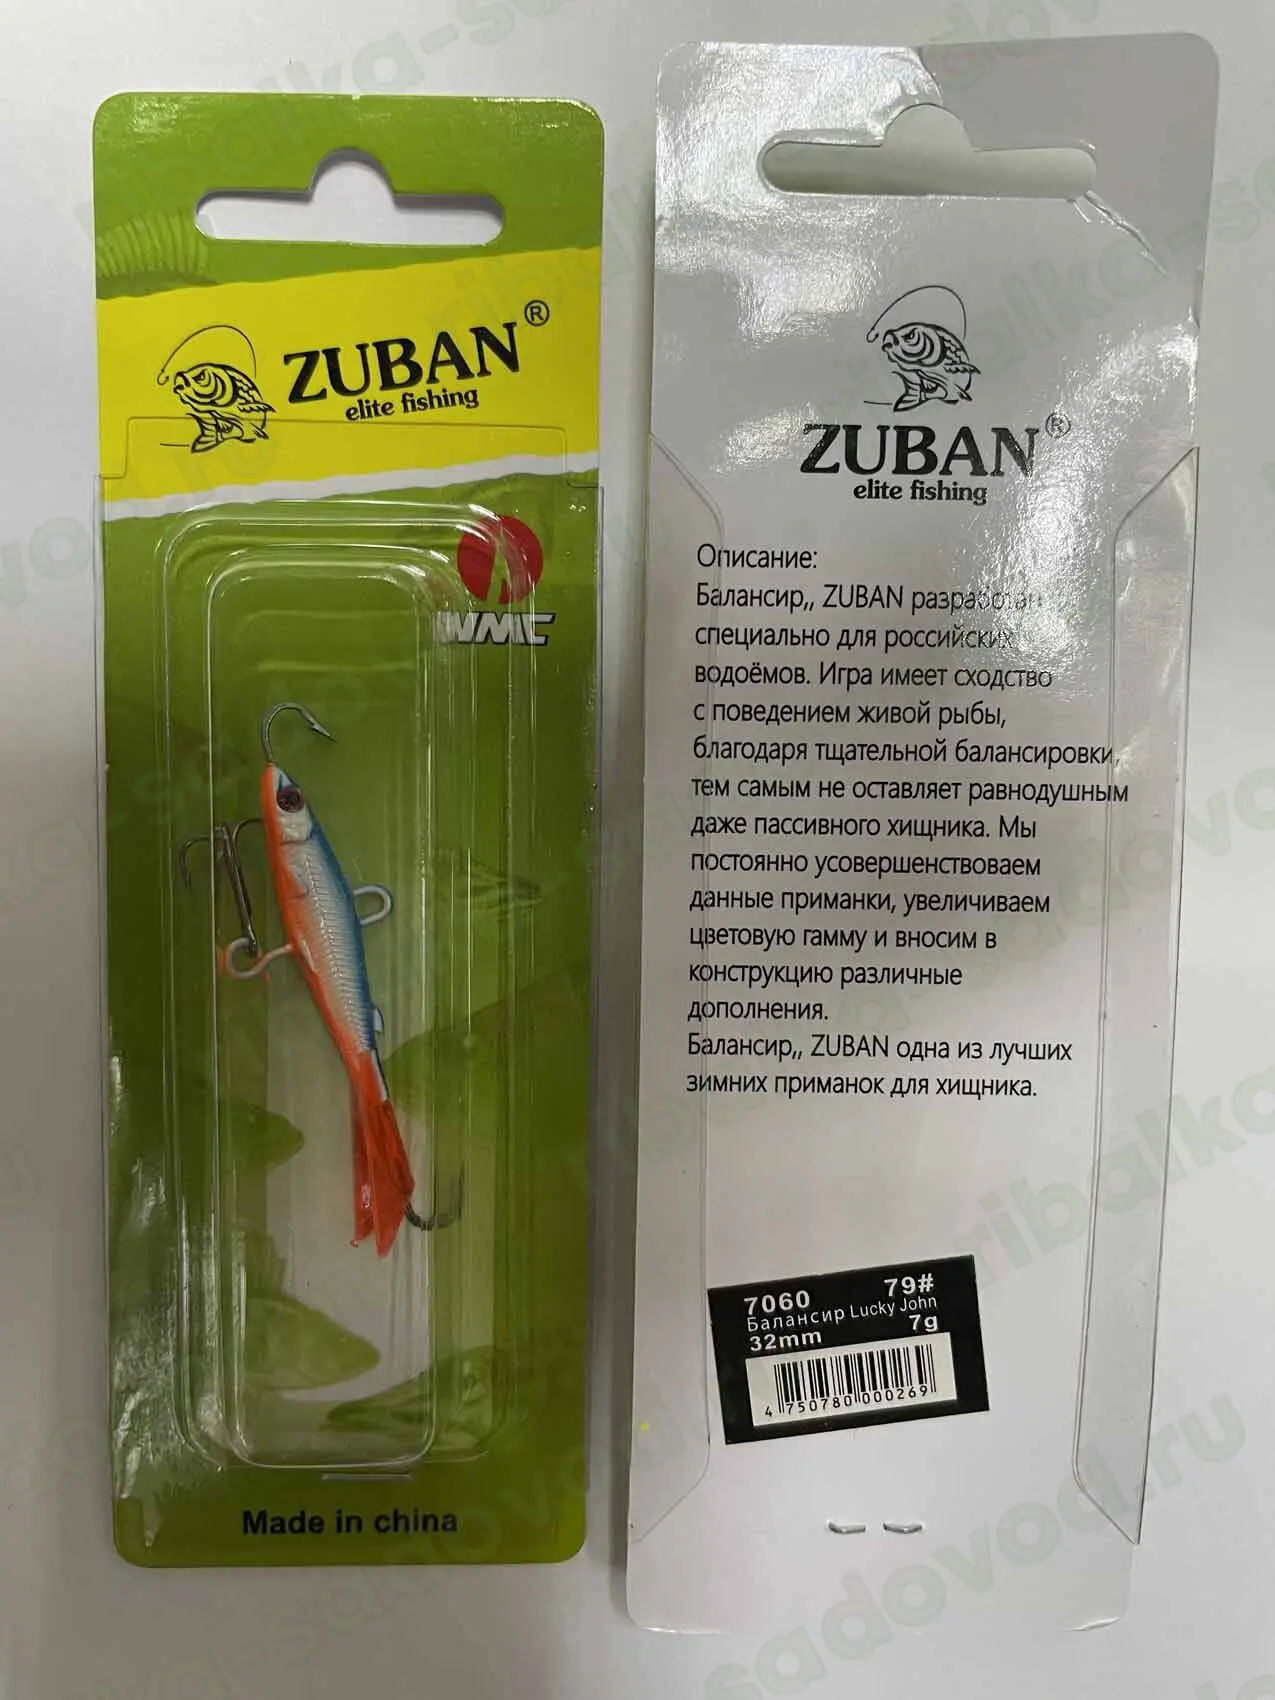 ZUBAN®
elite fishing
WMC
Made in china
ZUBAN®
elite fishing
Описание:
Балансир,, ZUBAN разработан
специально для российских
водоёмов. Игра имеет сходство
с поведением живой рыбы,
благодаря тщательной балансировки,
тем самым не оставляет равнодушным
даже пассивного хищника. Мы
постоянно усовершенствоваем
данные приманки, увеличиваем
цветовую гамму и вносим в
конструкцию различные
дополнения.
Балансир,, ZUBAN одна из лучших
зимних приманок для хищника.
7060 79#
Балансир Lucky John
32mm 7g
4 750780 000269
ribalka-sadovod.ru